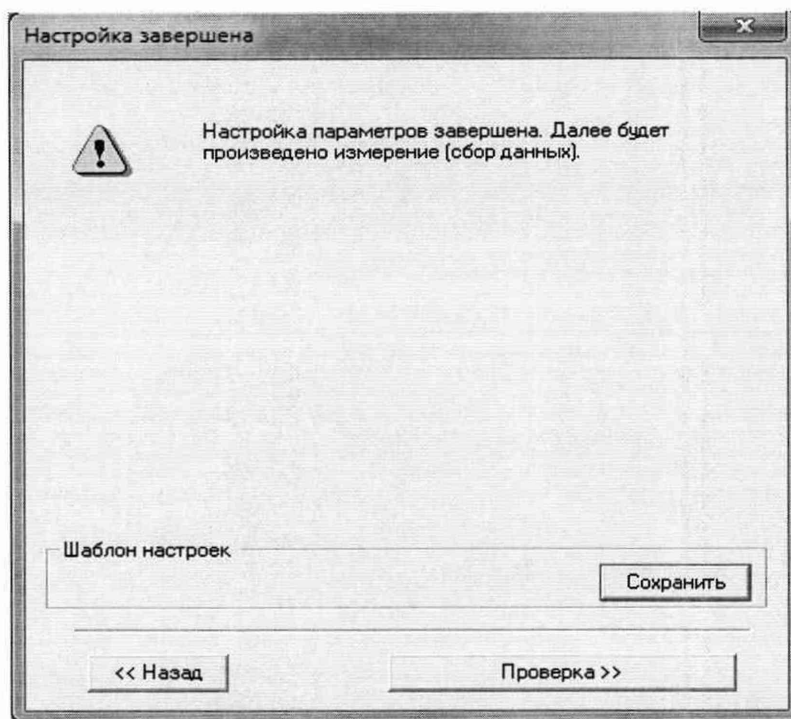 Настройка завершена
Настройка параметров завершена. Далее будет
произведено измерение (сбор данных).
Шаблон настроек
Сохранить
<< Назад
Проверка >>